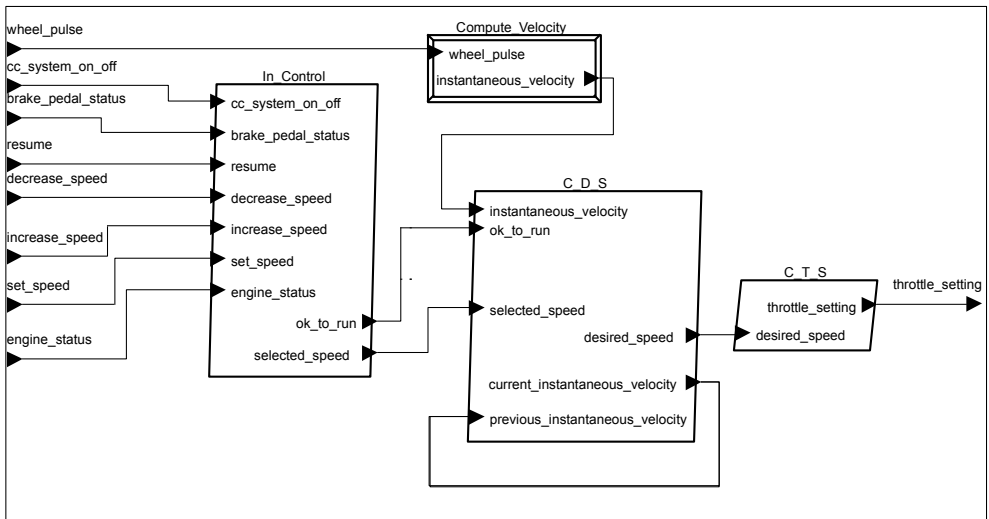 wheel_pulse
cc_system_on_off
brake_pedal_status
resume
decrease_speed
increase_speed
set_speed
engine_status
In_Control
cc_system_on_off
brake_pedal_status
resume
decrease_speed
increase_speed
set_speed
engine_status
ok_to_run
selected_speed
Compute_Velocity
wheel_pulse
instantaneous_velocity
C_D_S
instantaneous_velocity
ok_to_run
selected_speed
desired_speed
current_instantaneous_velocity
previous_instantaneous_velocity
C_T_S
throttle_setting
desired_speed
throttle_setting